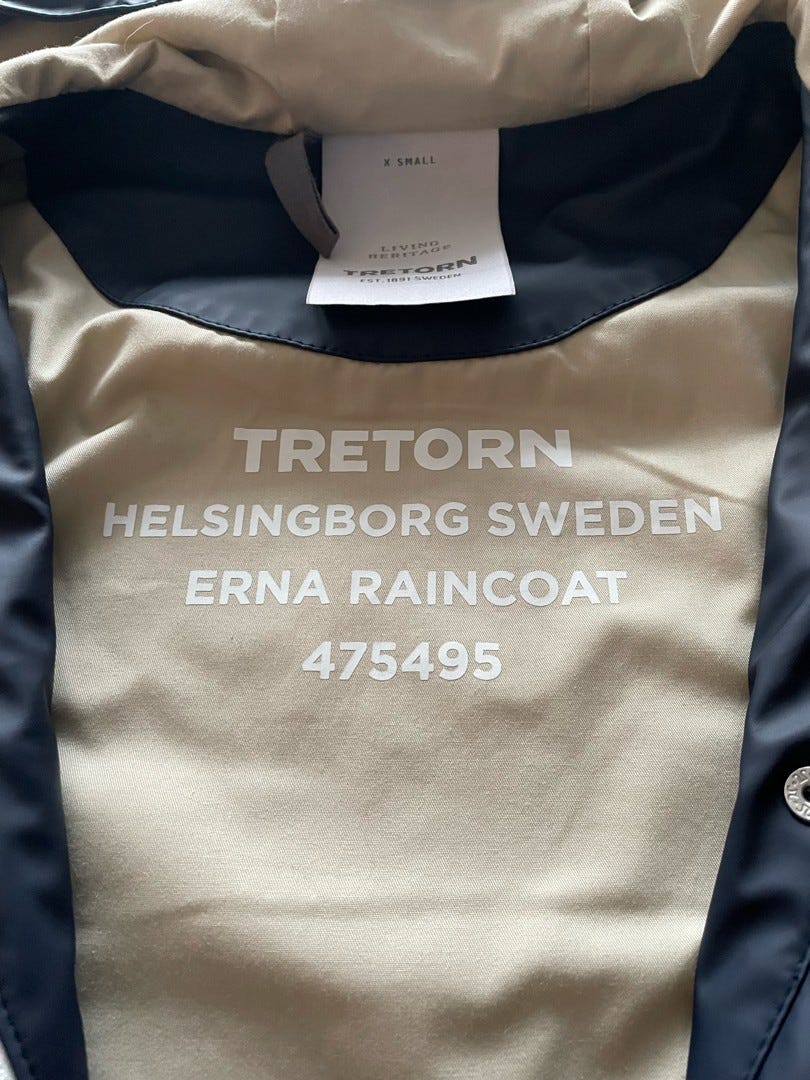 X SMALL
LIVING
HERITAGE
TRETORN
EST. 1891 SWEDEN
TRETORN
HELSINGBORG SWEDEN
ERNA RAINCOAT
475495